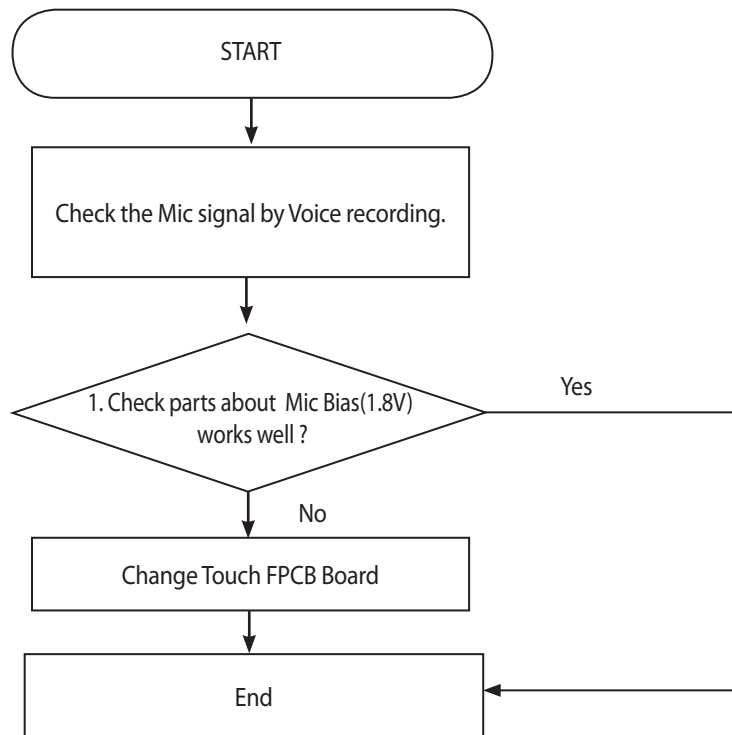 START
Check the Mic signal by Voice recording.
1. Check parts about Mic Bias(1.8V)
works well ?
Yes
No
Change Touch FPCB Board
End